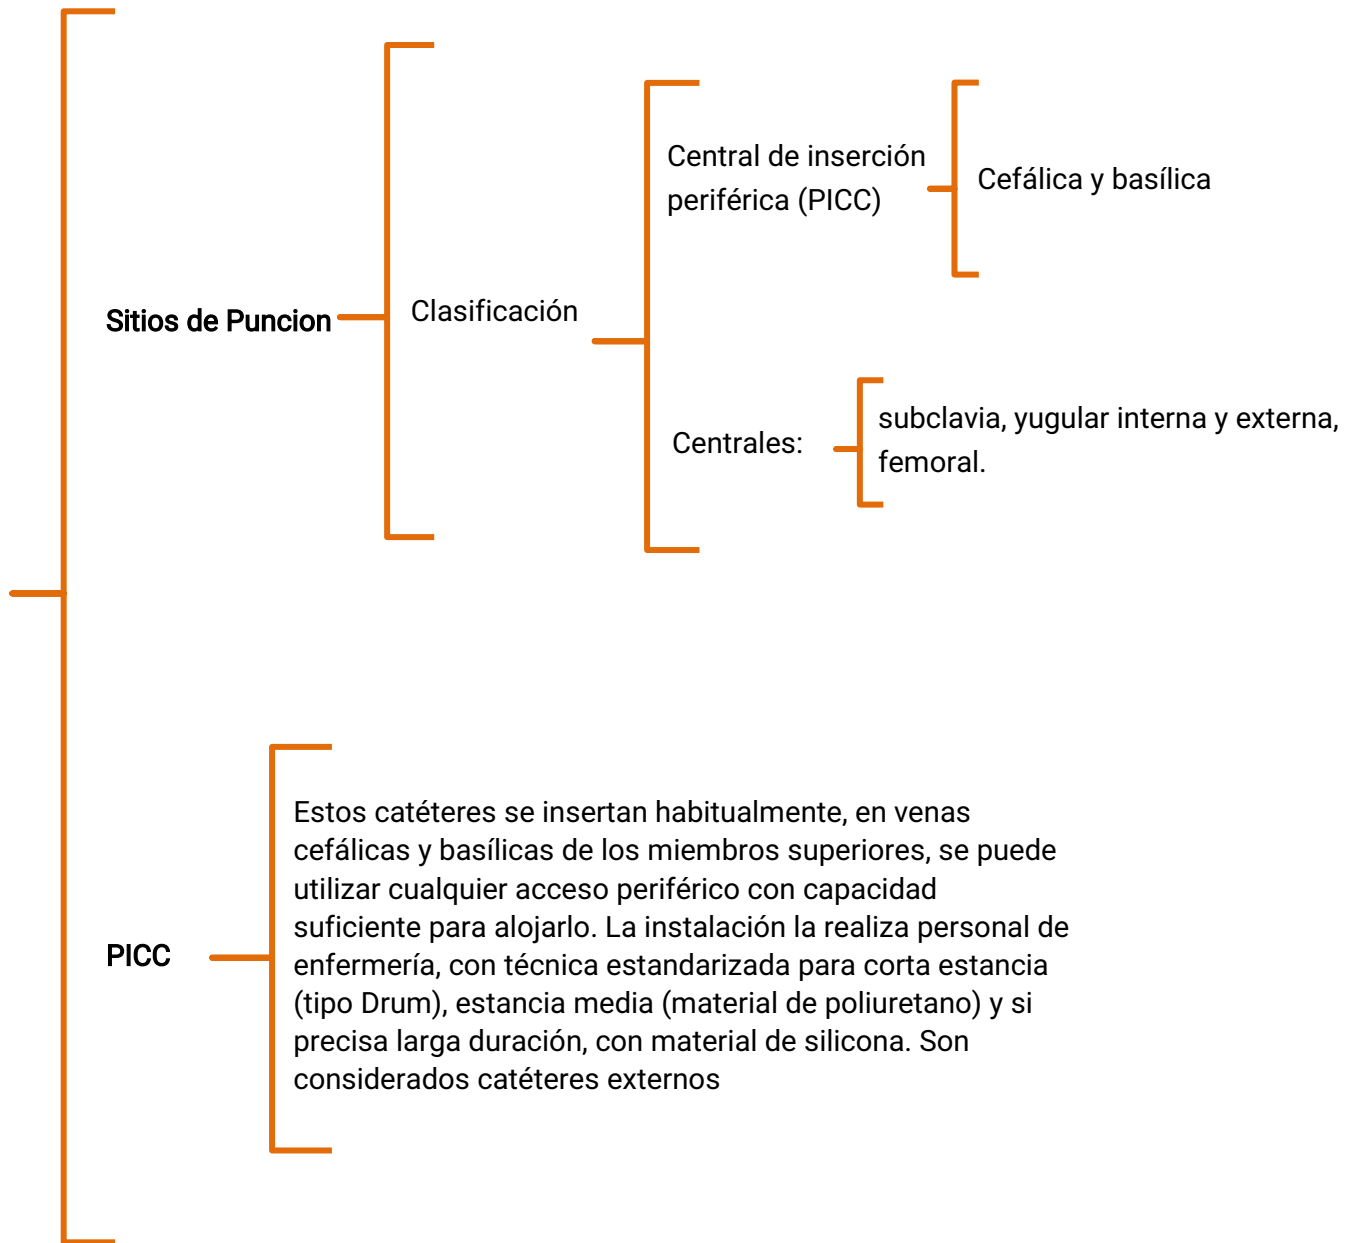 Central de inserción
periférica (PICC)
Cefálica y basílica
Sitios de Puncion
Clasificación
Centrales:
subclavia, yugular interna y externa,
femoral.
PICC
Estos catéteres se insertan habitualmente, en venas
cefálicas y basílicas de los miembros superiores, se puede
utilizar cualquier acceso periférico con capacidad
suficiente para alojarlo. La instalación la realiza personal de
enfermería, con técnica estandarizada para corta estancia
(tipo Drum), estancia media (material de poliuretano) y si
precisa larga duración, con material de silicona. Son
considerados catéteres externos